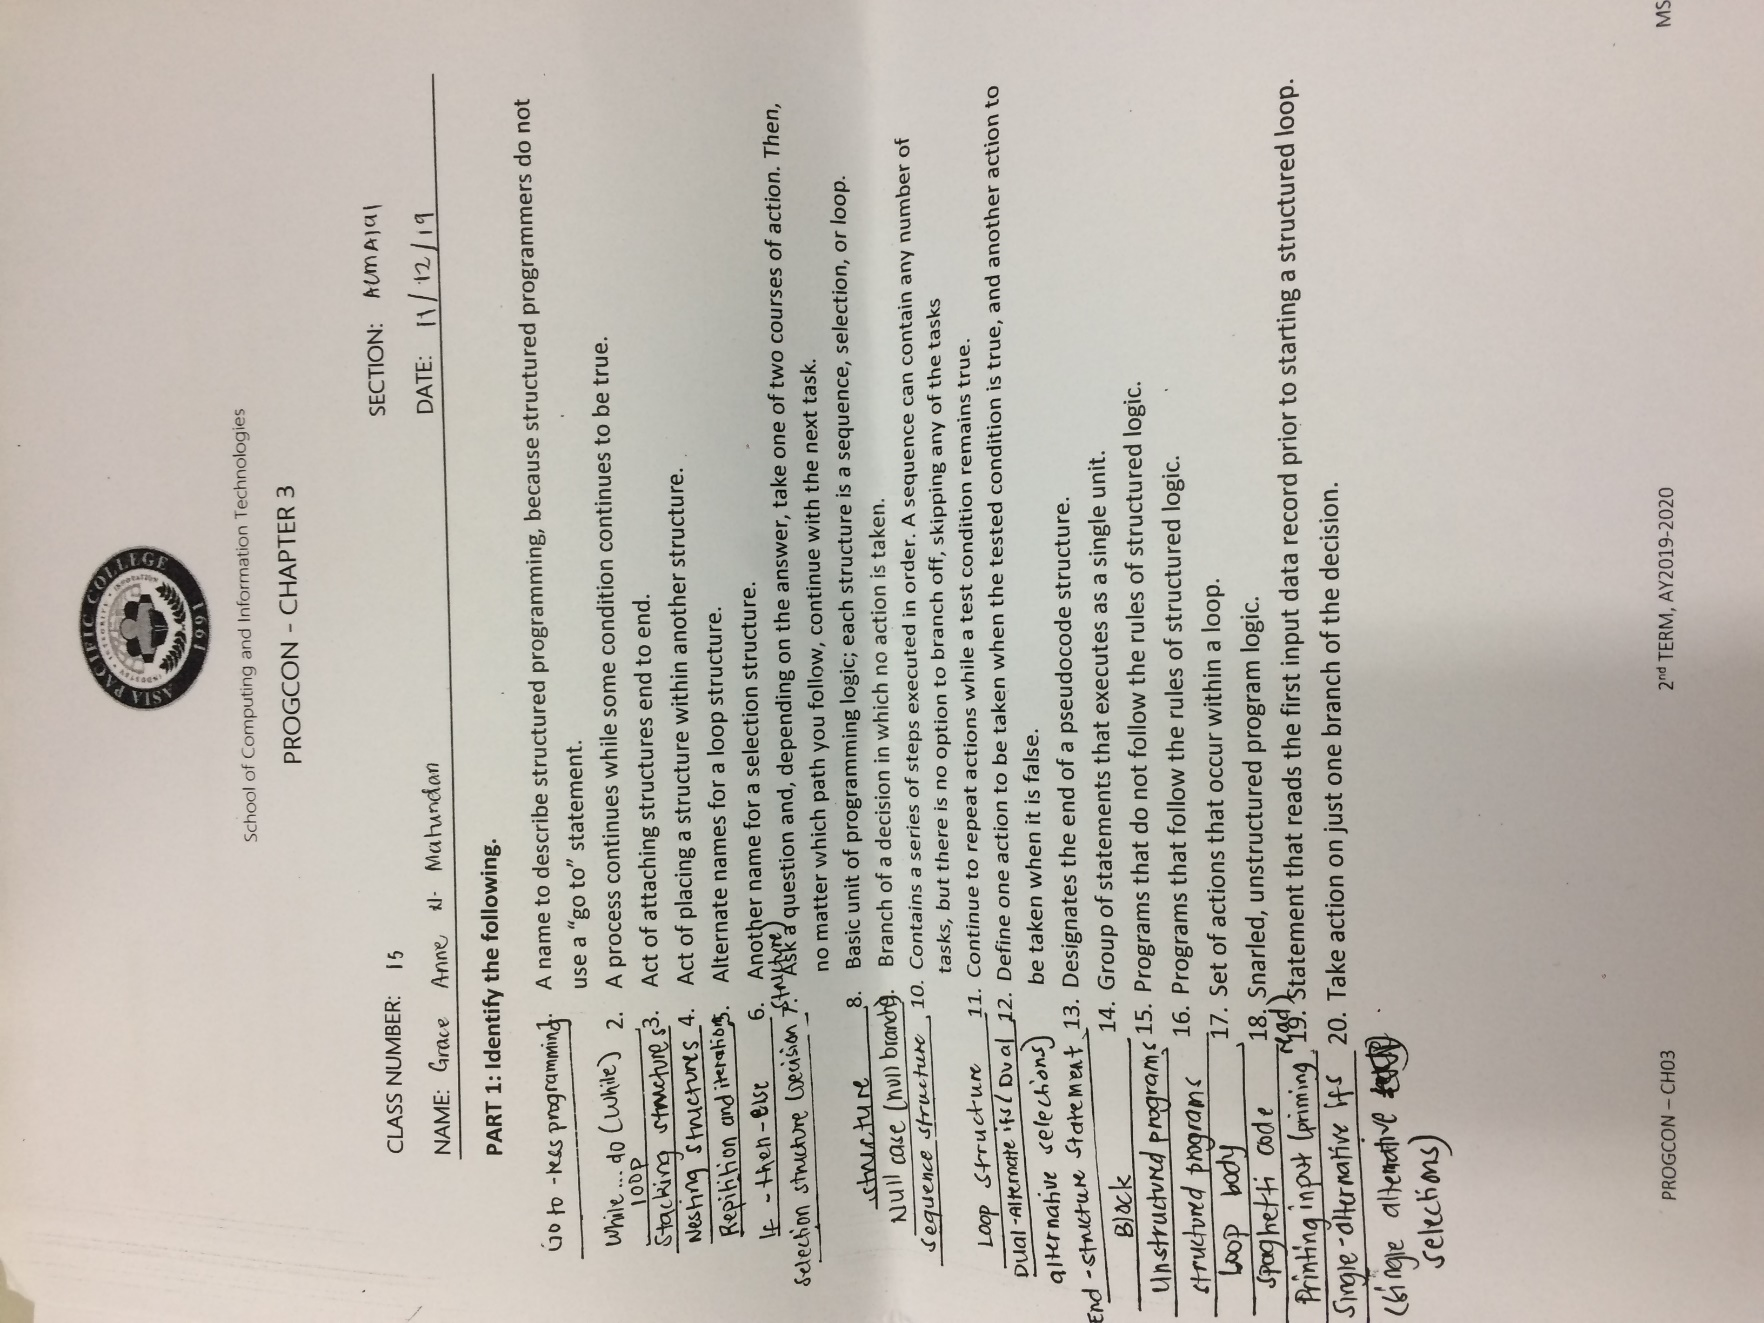 ASIA PACIFIC COLLEGE
1991
School of Computing and Information Technologies
PROGCON – CHAPTER 3
CLASS NUMBER: 15
SECTION: ACMA191
NAME: Grace Anne N. Matundan
DATE: 11/12/19
PART 1: Identify the following.
Go to - less programming 1. A name to describe structured programming, because structured programmers do not
use a “go to” statement.
While....do (While) 2. A process continues while some condition continues to be true.
loop
Stacking structures 3. Act of attaching structures end to end.
Nesting structures 4. Act of placing a structure within another structure.
Repitition and iteration 5. Alternate names for a loop structure.
If - then - else 6. Another name for a selection structure.
Selection structure (Decision structure) 7. Ask a question and, depending on the answer, take one of two courses of action. Then,
no matter which path you follow, continue with the next task.
structure 8. Basic unit of programming logic; each structure is a sequence, selection, or loop.
Null case (null branch) 9. Branch of a decision in which no action is taken.
Sequence structure 10. Contains a series of steps executed in order. A sequence can contain any number of
tasks, but there is no option to branch off, skipping any of the tasks
Loop structure 11. Continue to repeat actions while a test condition remains true.
Dual-Alternate ifs (Dual 12. Define one action to be taken when the tested condition is true, and another action to
alternative selections) be taken when it is false.
End - structure statement 13. Designates the end of a pseudocode structure.
Block 14. Group of statements that executes as a single unit.
Unstructured programs 15. Programs that do not follow the rules of structured logic.
structured programs 16. Programs that follow the rules of structured logic.
Loop body 17. Set of actions that occur within a loop.
Spaghetti code 18. Snarled, unstructured program logic.
Printing input (priming read) 19. Statement that reads the first input data record prior to starting a structured loop.
Single-alternative ifs 20. Take action on just one branch of the decision.
(Single alternative
selections)
PROGCON – CH03
2nd TERM, AY2019-2020
MS